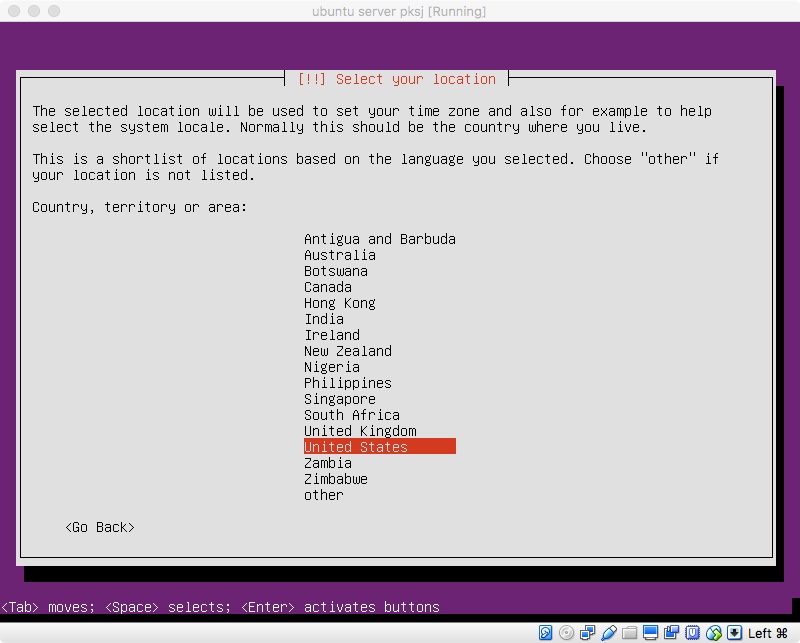 ubuntu server pksj [Running]
[!!] Select your location
The selected location will be used to set your time zone and also for example to help
select the system locale. Normally this should be the country where you live.
This is a shortlist of locations based on the language you selected. Choose "other" if
your location is not listed.
Country, territory or area:
Antigua and Barbuda
Australia
Botswana
Canada
Hong Kong
India
Ireland
New Zealand
Nigeria
Philippines
Singapore
South Africa
United Kingdom
United States
Zambia
Zimbabwe
other
<Go Back>
<Tab> moves; <Space> selects; <Enter> activates buttons
Left ⌘